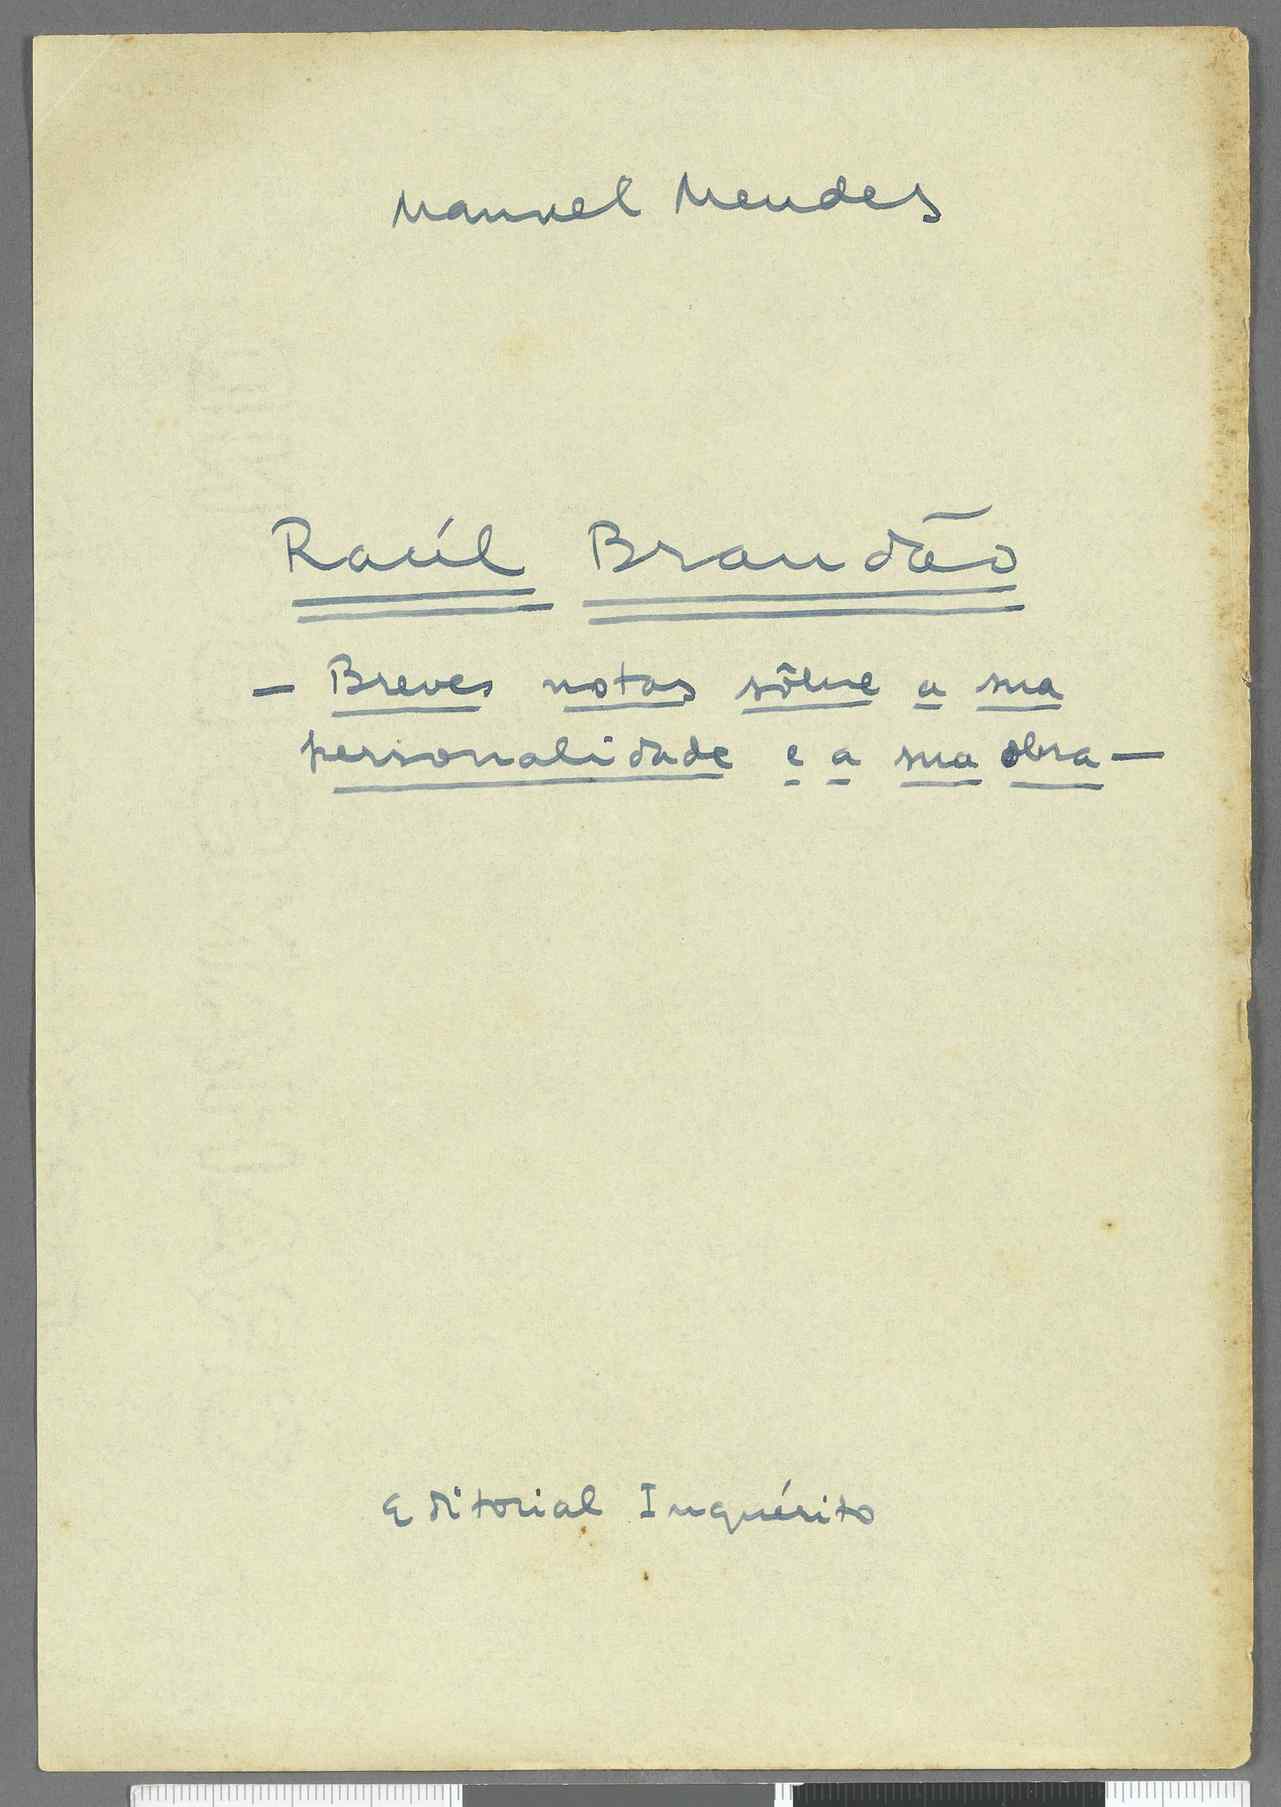 Manuel Mendes
Raúl Brandão
— Breves notas sôbre a sua
personalidade e a sua obra —
Editorial Inquérito